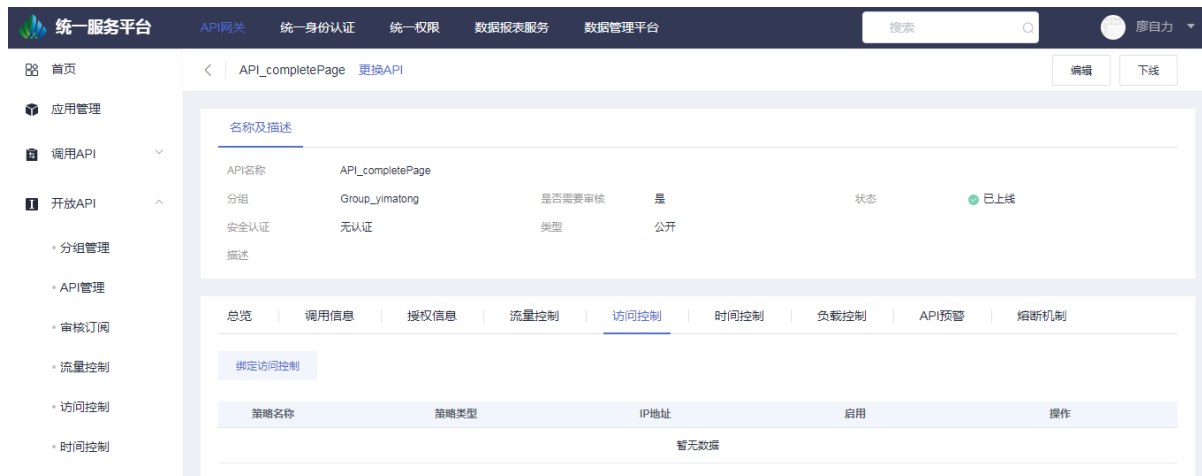 统一服务平台 API网关 统一身份认证 统一权限 数据报表服务 数据管理平台 搜索 廖自力
首页
API_completePage 更换API 编辑 下线
应用管理
名称及描述
调用API
API名称 API_completePage
开放API
分组 Group_yimatong 是否需要审核 是 状态 已上线
安全认证 无认证 类型 公开
分组管理
描述
API管理
总览 调用信息 授权信息 流量控制 访问控制 时间控制 负载控制 API预警 熔断机制
审核订阅
流量控制
绑定访问控制
访问控制
策略名称 策略类型 IP地址 启用 操作
时间控制
暂无数据